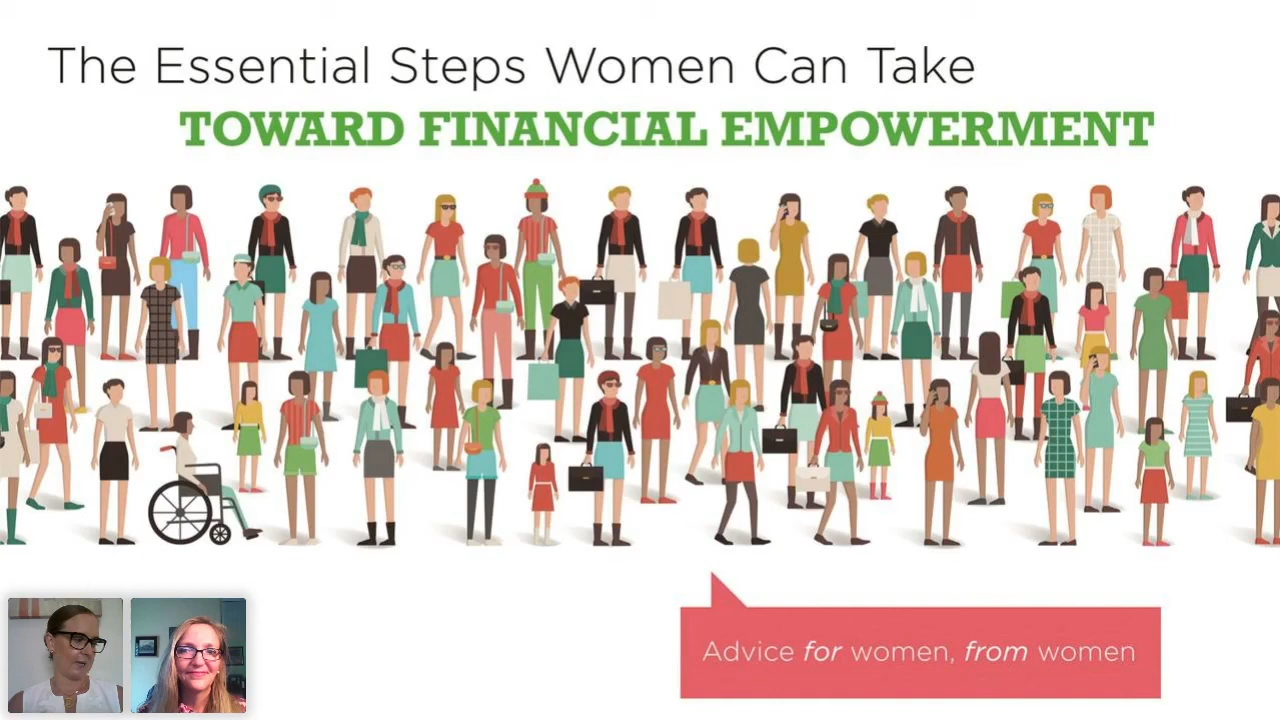 The Essential Steps Women Can Take
TOWARD FINANCIAL EMPOWERMENT
Advice for women, from women